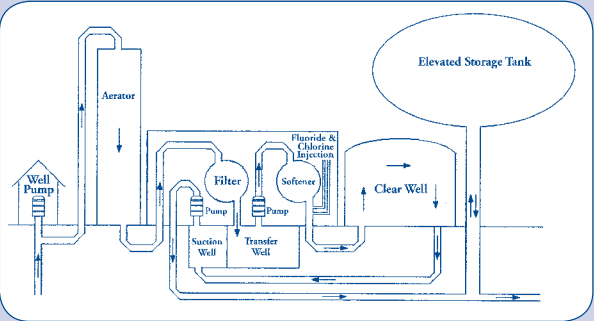 Elevated Storage Tank
Aerator
Fluoride &
Chlorine
Injection
Well
Pump
Filter
Softener
Clear Well
Pump
Pump
Suction
Well
Transfer
Well